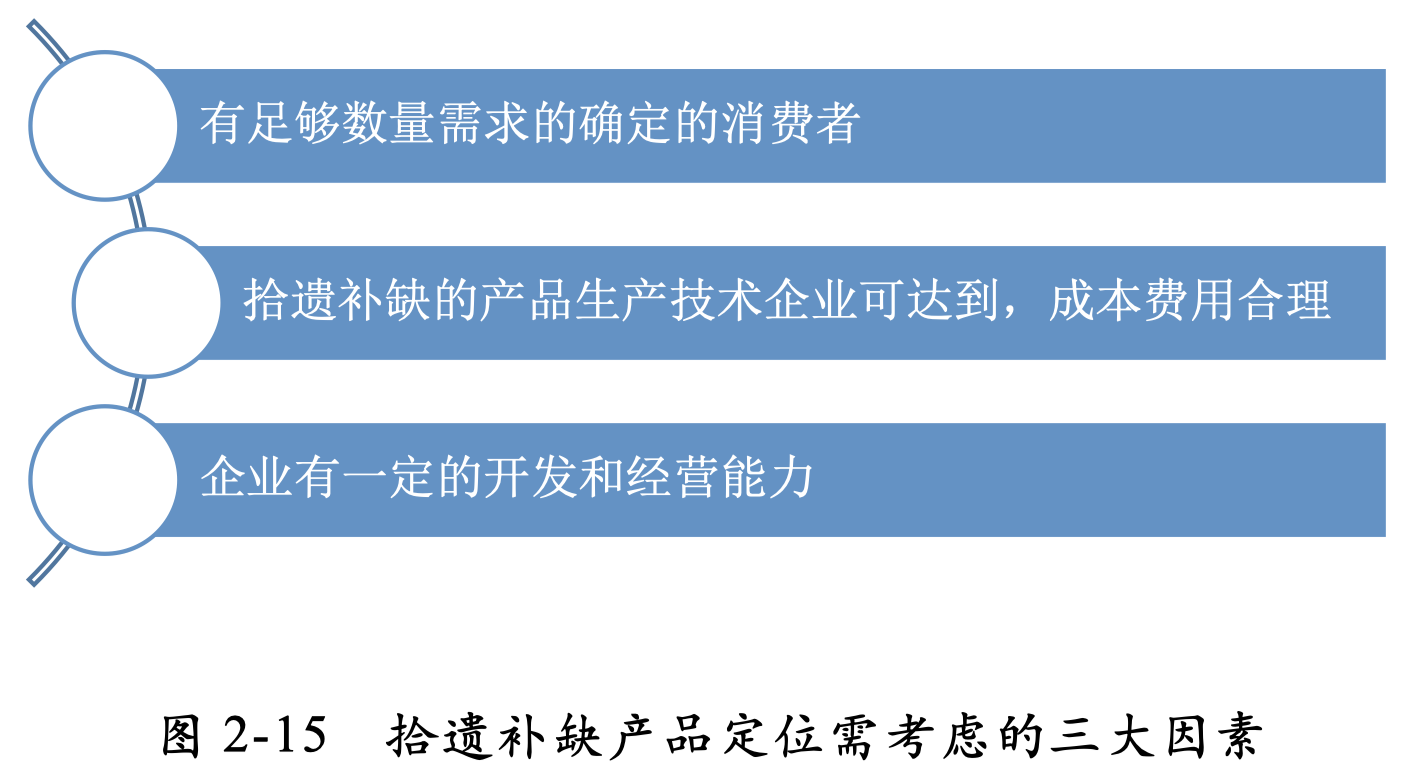 有足够数量需求的确定的消费者
拾遗补缺的产品生产技术企业可达到，成本费用合理
企业有一定的开发和经营能力
图 2-15 拾遗补缺产品定位需考虑的三大因素